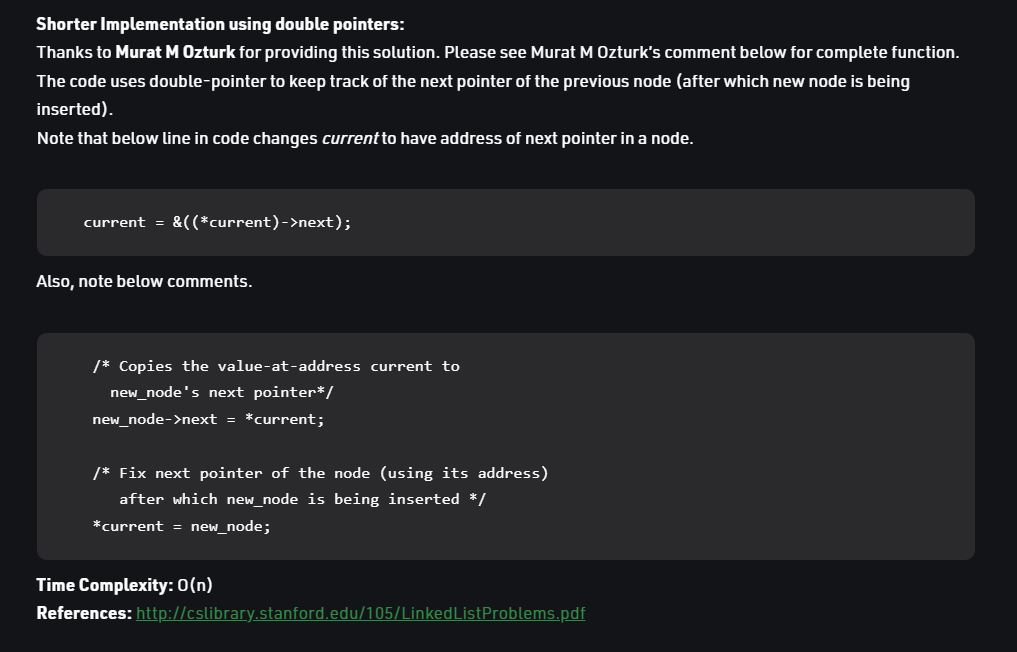 Shorter Implementation using double pointers:
Thanks to Murat M Ozturk for providing this solution. Please see Murat M Ozturk's comment below for complete function.
The code uses double-pointer to keep track of the next pointer of the previous node (after which new node is being
inserted).
Note that below line in code changes current to have address of next pointer in a node.
current = &((*current)->next);
Also, note below comments.
/* Copies the value-at-address current to
new_node's next pointer*/
new_node->next = *current;
/* Fix next pointer of the node (using its address)
after which new_node is being inserted */
*current = new_node;
Time Complexity: O(n)
References: http://cslibrary.stanford.edu/105/LinkedListProblems.pdf